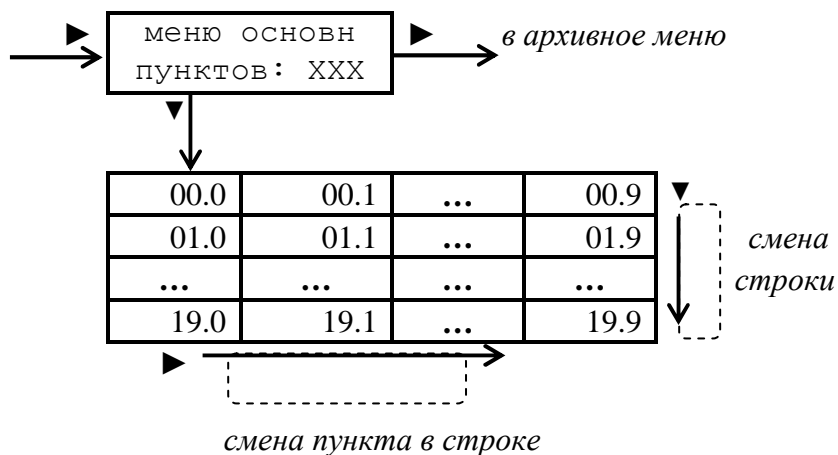 меню основн
пунктов: XXX
в архивное меню
00.0 00.1 ... 00.9
01.0 01.1 ... 01.9
... ... ... ...
19.0 19.1 ... 19.9
смена
строки
смена пункта в строке